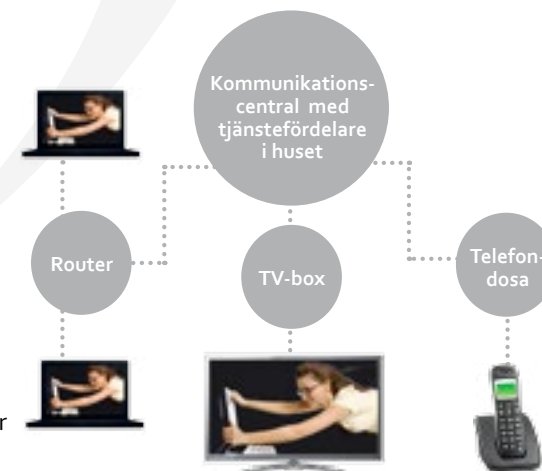 Kommunikations-
central med
tjänstefördelare
i huset
Router
TV-box
Telefon-
dosa
r